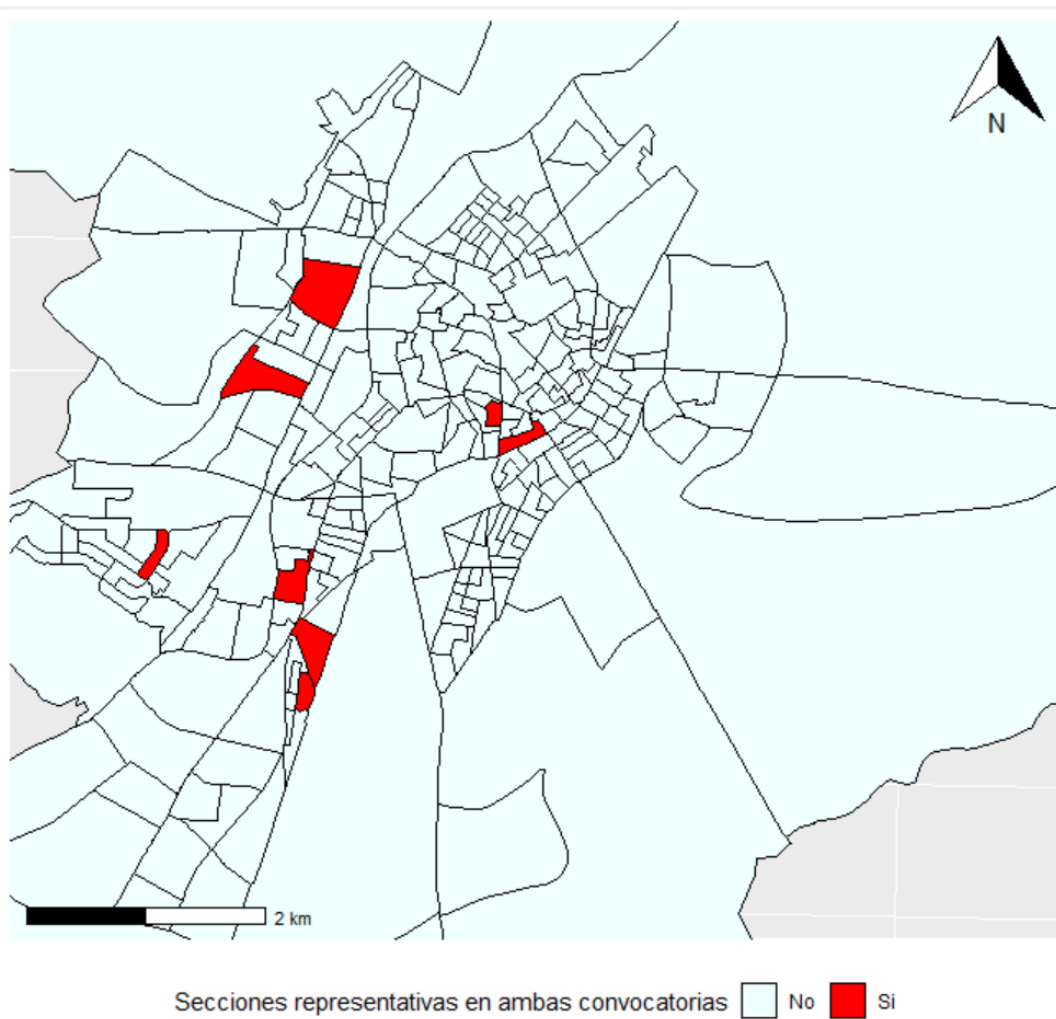 N
2 km
Secciones representativas en ambas convocatorias No Si